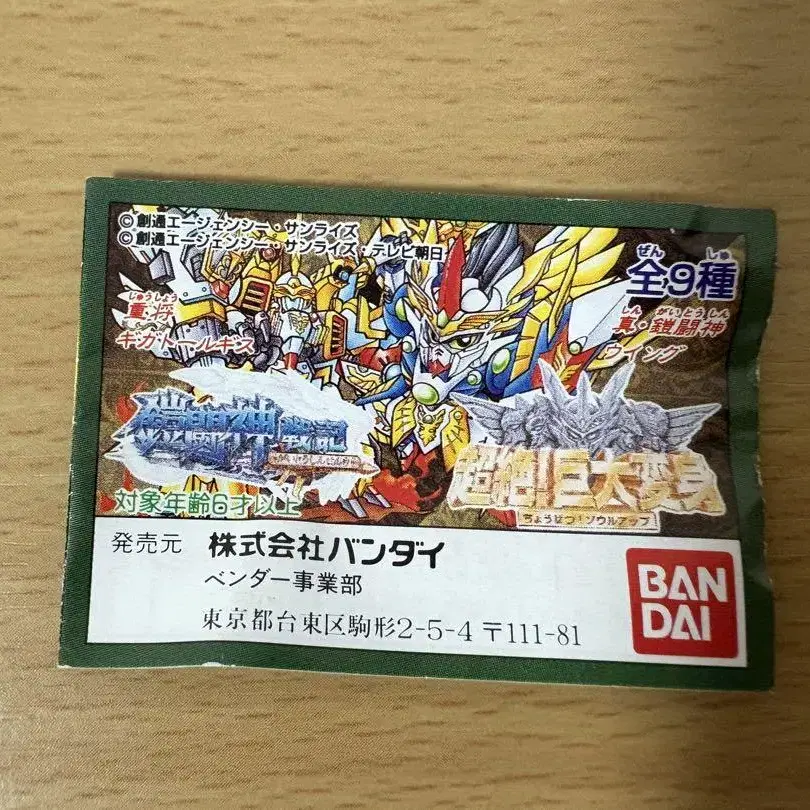 ©創通エージェンシー・サンライズ
©創通エージェンシー・サンライズ・テレビ朝日
ぜん しゅ
全9種
じゅうしょう
重将
ギガトールギス
しん がいとうしん
真・鎧闘神
ウイング
鎧闘神戦記
超絶!巨大変身
ちょうぜつ!ソウルアップ
対象年齢6才以上
発売元 株式会社バンダイ
ベンダー事業部
東京都台東区駒形2-5-4 〒111-81
BAN
DAI